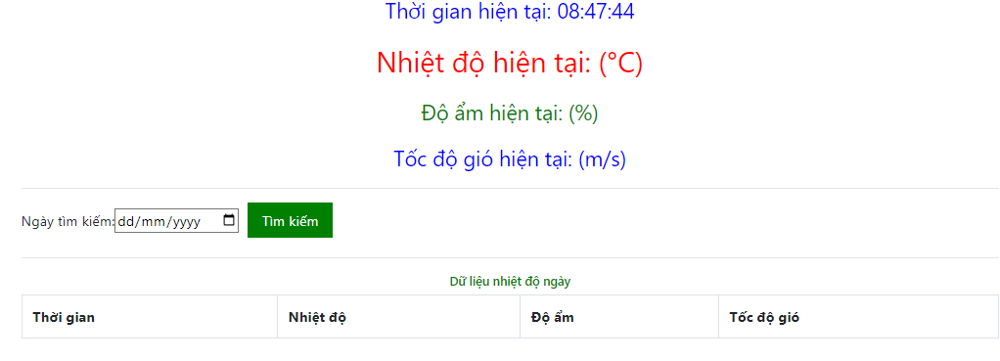 Thời gian hiện tại: 08:47:44
Nhiệt độ hiện tại: (°C)
Độ ẩm hiện tại: (%)
Tốc độ gió hiện tại: (m/s)
Ngày tìm kiếm: dd/mm/yyyy Tìm kiếm
Dữ liệu nhiệt độ ngày
Thời gian Nhiệt độ Độ ẩm Tốc độ gió